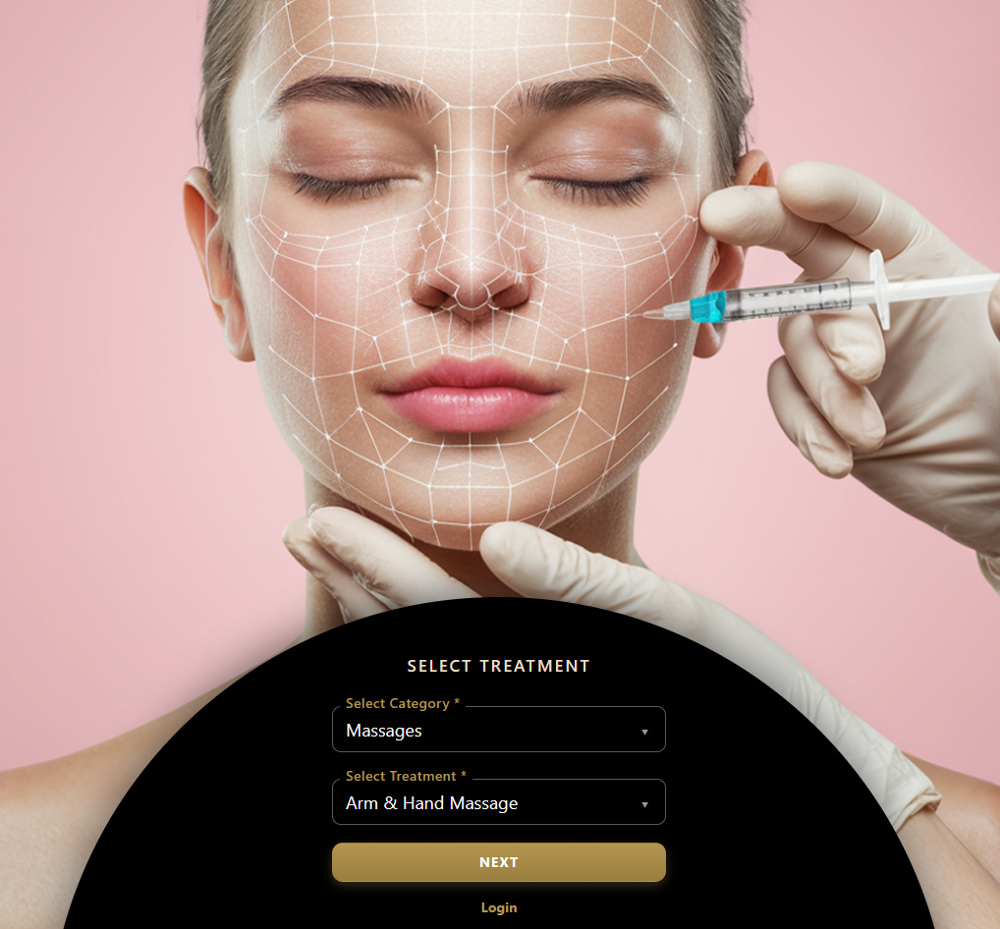 SELECT TREATMENT
Select Category *
Massages
Select Treatment *
Arm & Hand Massage
NEXT
Login